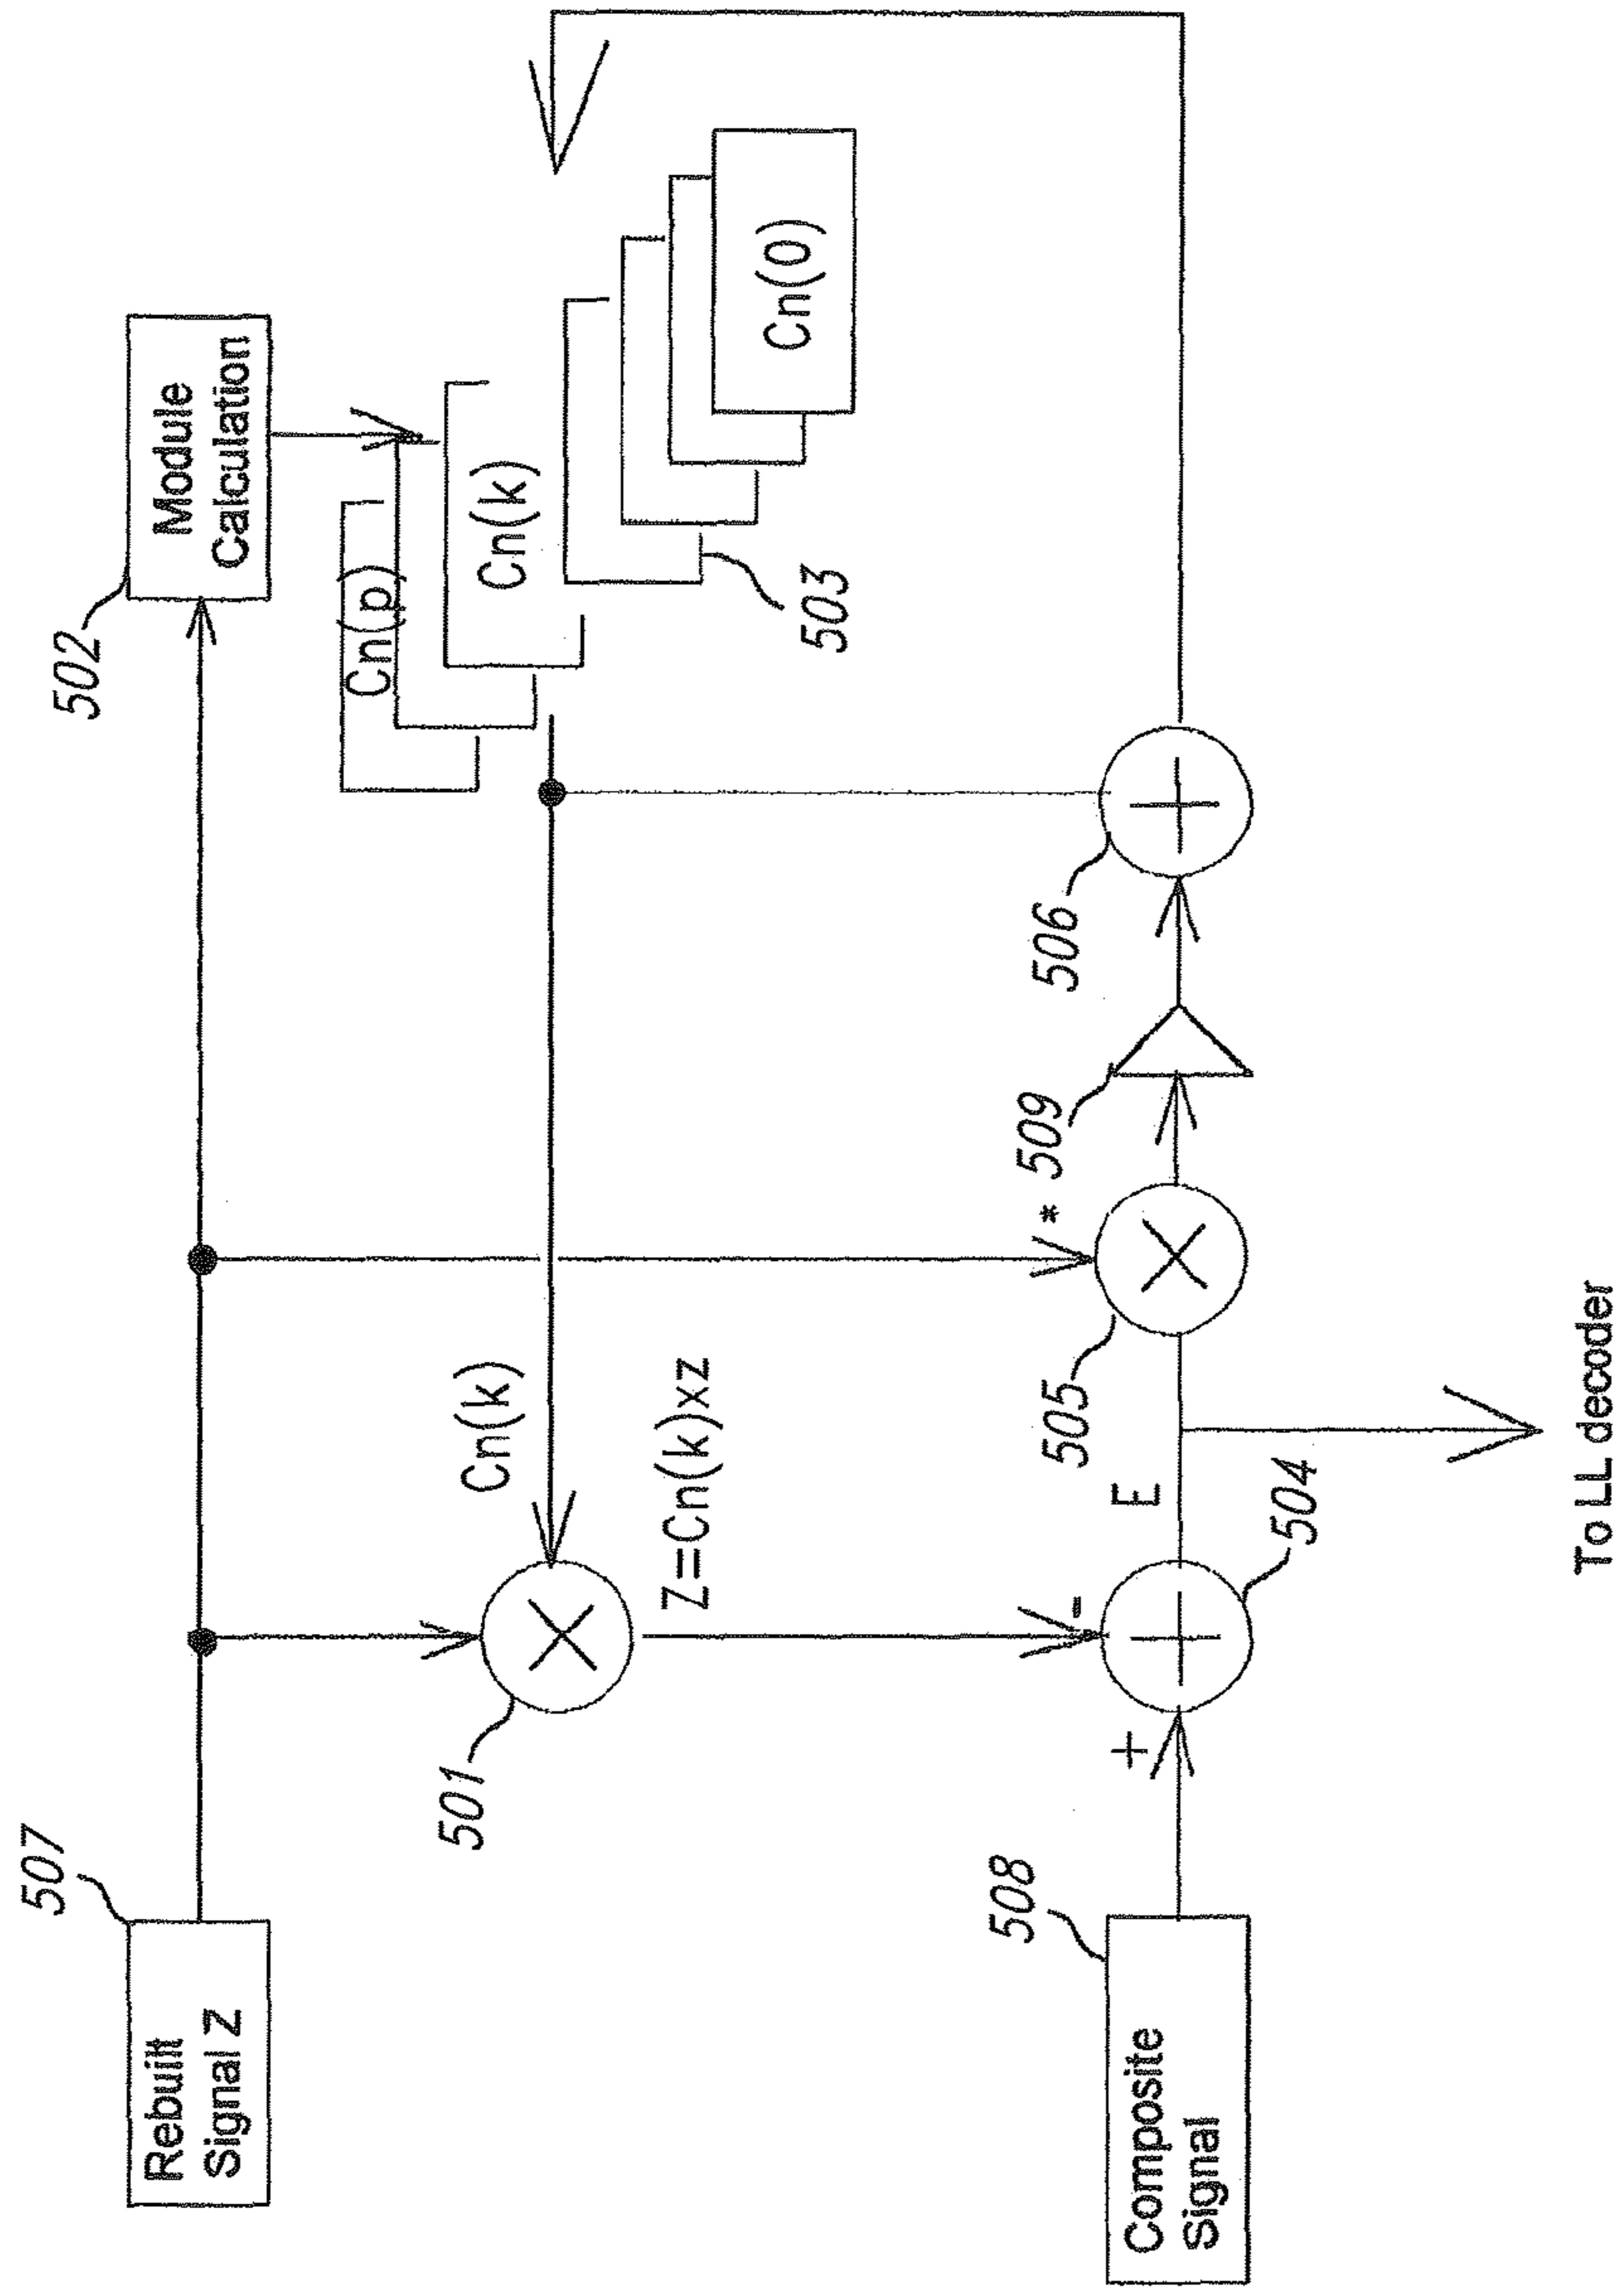 507
Rebuilt
Signal Z
502
Module
Calculation
Cn(p)
Cn(k)
Cn(0)
503
Cn(k)
501
Z=Cn(k)xz
508
Composite
Signal
+
-
504
E
505
*
509
506
To LL decoder